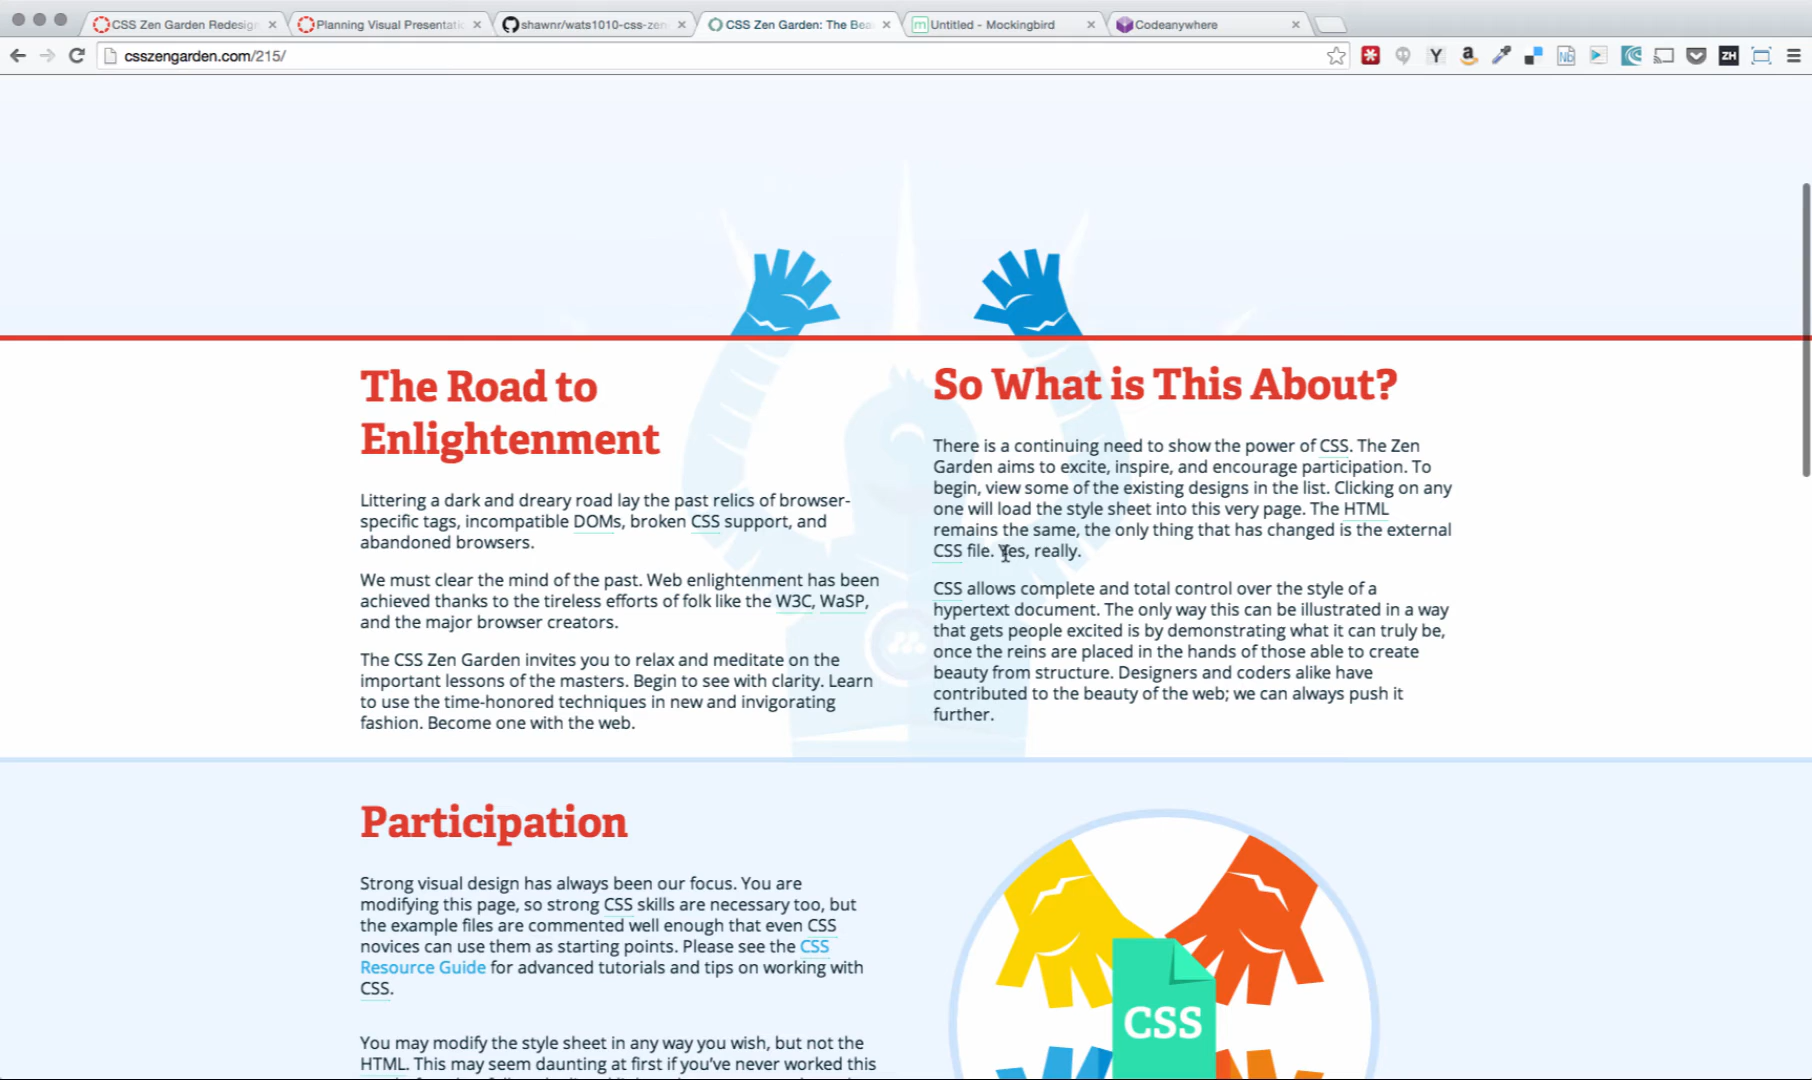 CSS Zen Garden Redesign
Planning Visual Presentatio
shawnr/wats1010-css-zen-
CSS Zen Garden: The Bea
Untitled - Mockingbird
Codeanywhere
csszengarden.com/215/
Y
a
Nb
ZH
The Road to
Enlightenment
Littering a dark and dreary road lay the past relics of browser-
specific tags, incompatible DOMs, broken CSS support, and
abandoned browsers.
We must clear the mind of the past. Web enlightenment has been
achieved thanks to the tireless efforts of folk like the W3C, WaSP,
and the major browser creators.
The CSS Zen Garden invites you to relax and meditate on the
important lessons of the masters. Begin to see with clarity. Learn
to use the time-honored techniques in new and invigorating
fashion. Become one with the web.
So What is This About?
There is a continuing need to show the power of CSS. The Zen
Garden aims to excite, inspire, and encourage participation. To
begin, view some of the existing designs in the list. Clicking on any
one will load the style sheet into this very page. The HTML
remains the same, the only thing that has changed is the external
CSS file. Yes, really.
CSS allows complete and total control over the style of a
hypertext document. The only way this can be illustrated in a way
that gets people excited is by demonstrating what it can truly be,
once the reins are placed in the hands of those able to create
beauty from structure. Designers and coders alike have
contributed to the beauty of the web; we can always push it
further.
Participation
Strong visual design has always been our focus. You are
modifying this page, so strong CSS skills are necessary too, but
the example files are commented well enough that even CSS
novices can use them as starting points. Please see the CSS
Resource Guide for advanced tutorials and tips on working with
CSS.
You may modify the style sheet in any way you wish, but not the
HTML. This may seem daunting at first if you've never worked this
CSS